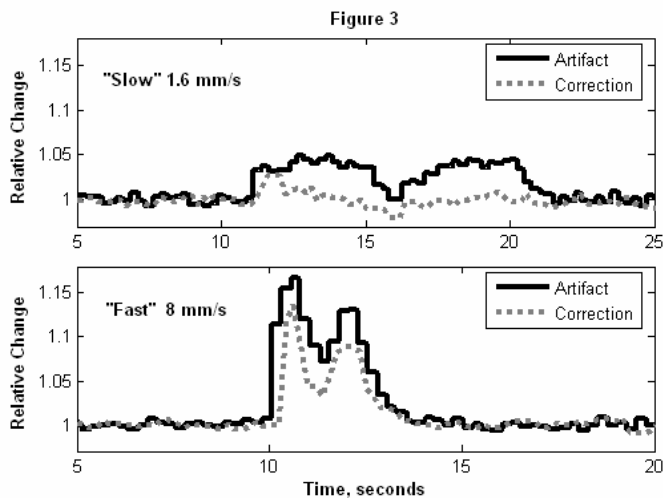 Figure 3
1.15
1.1
1.05
1
Relative Change
"Slow" 1.6 mm/s
Artifact
Correction
5
10
15
20
25
1.15
1.1
1.05
1
Relative Change
"Fast" 8 mm/s
Artifact
Correction
5
10
15
20
Time, seconds